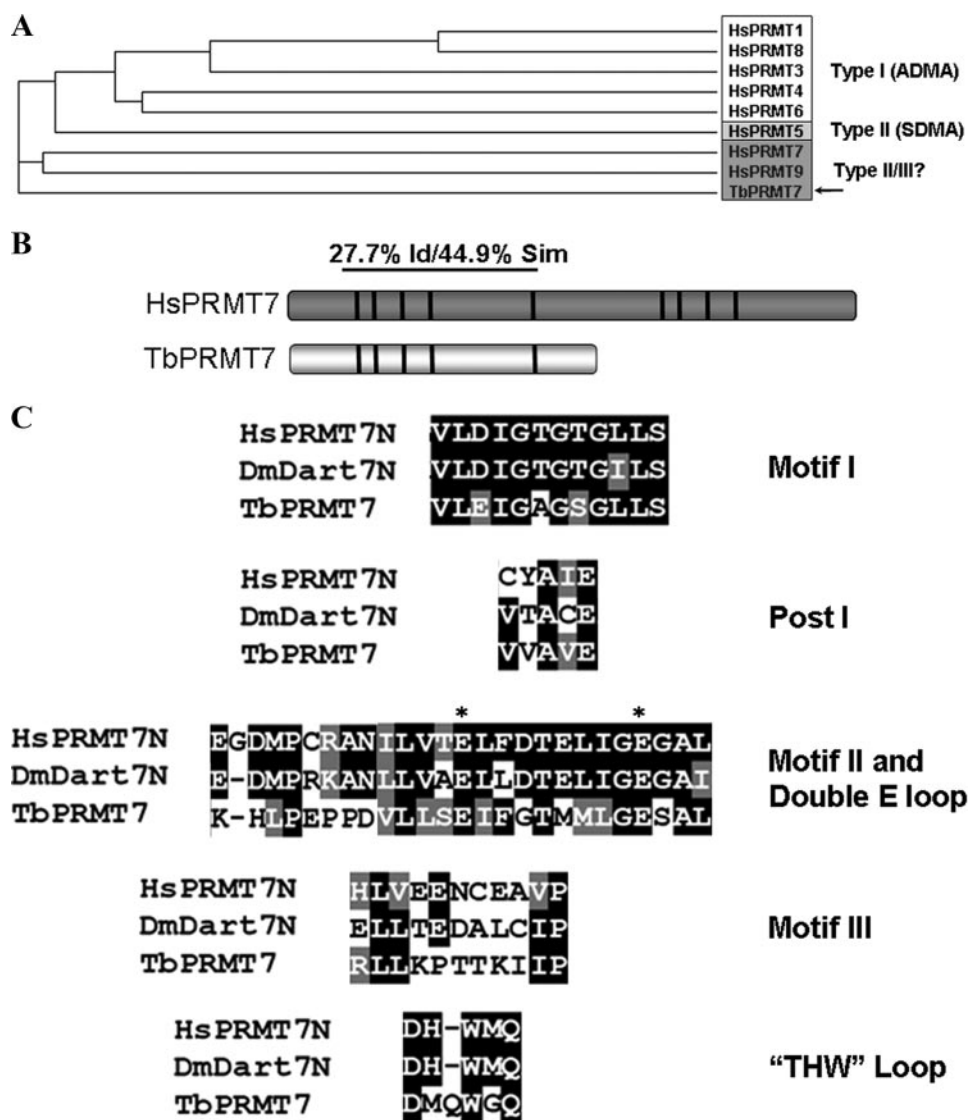 A
HsPRMT1
HsPRMT8
HsPRMT3
HsPRMT4
HsPRMT6
HsPRMT5
HsPRMT7
HsPRMT9
TbPRMT7
Type I (ADMA)
Type II (SDMA)
Type II/III?
B
27.7% Id/44.9% Sim
HsPRMT7
TbPRMT7
C
HsPRMT7N VLDIGTGTGLLS
DmDart7N VLDIGTGTGILS
TbPRMT7 VLEIGAGSGLLS
Motif I
HsPRMT7N CYAIE
DmDart7N VTACE
TbPRMT7 VVAVE
Post I
* *
HsPRMT7N EGDMPCRANILVTELFDTELIGEGAL
DmDart7N E-DMPRKANLLVAELLDTELIGEGAI
TbPRMT7 K-HLPEPPDVLLSEIFGTMMLGESAL
Motif II and
Double E loop
HsPRMT7N HLVEENCEAVP
DmDart7N ELLTEDALCIP
TbPRMT7 RLLKPTTKIIP
Motif III
HsPRMT7N DH-WMQ
DmDart7N DH-WMQ
TbPRMT7 DMQWGQ
“THW” Loop